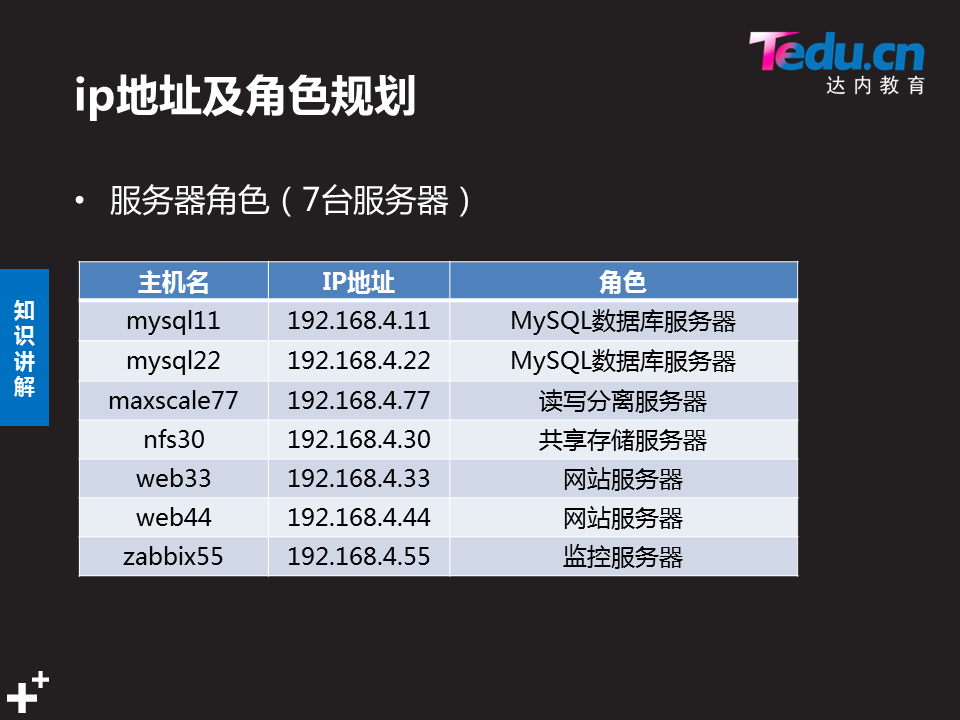 Tedu.cn
达内教育
ip地址及角色规划
• 服务器角色（7台服务器）
知识讲解
主机名 IP地址 角色
mysql11 192.168.4.11 MySQL数据库服务器
mysql22 192.168.4.22 MySQL数据库服务器
maxscale77 192.168.4.77 读写分离服务器
nfs30 192.168.4.30 共享存储服务器
web33 192.168.4.33 网站服务器
web44 192.168.4.44 网站服务器
zabbix55 192.168.4.55 监控服务器